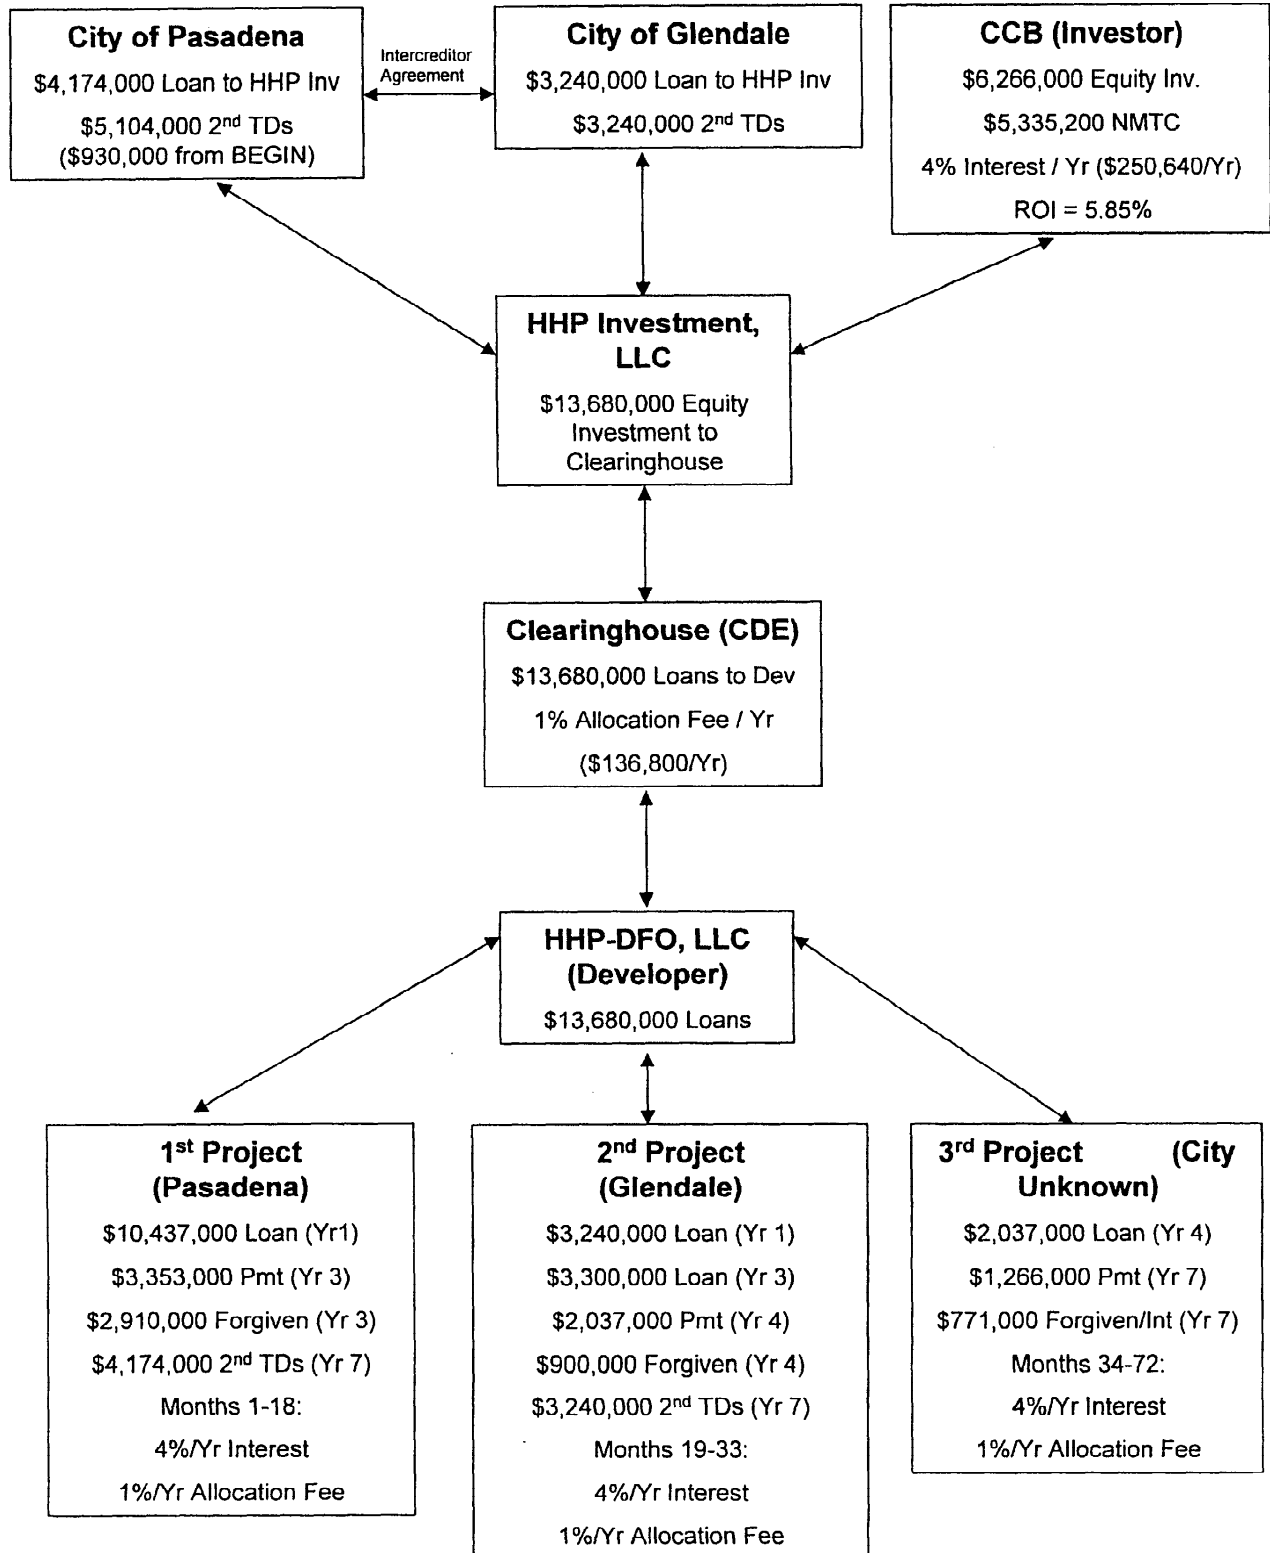 City of Pasadena
$4,174,000 Loan to HHP Inv
$5,104,000 2nd TDs
($930,000 from BEGIN)
Intercreditor
Agreement
City of Glendale
$3,240,000 Loan to HHP Inv
$3,240,000 2nd TDs
CCB (Investor)
$6,266,000 Equity Inv.
$5,335,200 NMTC
4% Interest / Yr ($250,640/Yr)
ROI = 5.85%
HHP Investment,
LLC
$13,680,000 Equity
Investment to
Clearinghouse
Clearinghouse (CDE)
$13,680,000 Loans to Dev
1% Allocation Fee / Yr
($136,800/Yr)
HHP-DFO, LLC
(Developer)
$13,680,000 Loans
1st Project
(Pasadena)
$10,437,000 Loan (Yr1)
$3,353,000 Pmt (Yr 3)
$2,910,000 Forgiven (Yr 3)
$4,174,000 2nd TDs (Yr 7)
Months 1-18:
4%/Yr Interest
1%/Yr Allocation Fee
2nd Project
(Glendale)
$3,240,000 Loan (Yr 1)
$3,300,000 Loan (Yr 3)
$2,037,000 Pmt (Yr 4)
$900,000 Forgiven (Yr 4)
$3,240,000 2nd TDs (Yr 7)
Months 19-33:
4%/Yr Interest
1%/Yr Allocation Fee
3rd Project (City
Unknown)
$2,037,000 Loan (Yr 4)
$1,266,000 Pmt (Yr 7)
$771,000 Forgiven/Int (Yr 7)
Months 34-72:
4%/Yr Interest
1%/Yr Allocation Fee